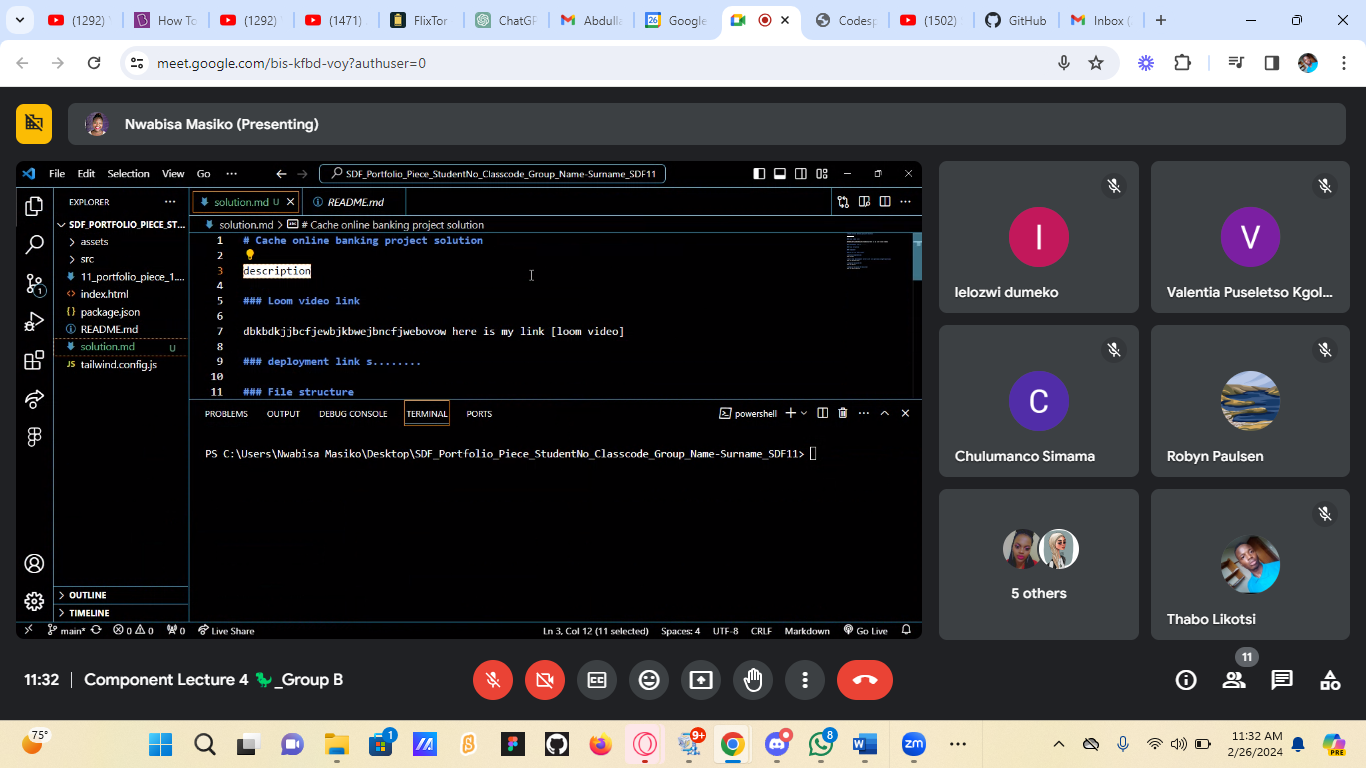 (1292)
How To
(1292)
(1471)
FlixTor
ChatGP
Abdulla
Google
Codesp
(1502)
GitHub
Inbox (
meet.google.com/bis-kfbd-voy?authuser=0
Nwabisa Masiko (Presenting)
File Edit Selection View Go ...
SDF_Portfolio_Piece_StudentNo_Classcode_Group_Name-Surname_SDF11
EXPLORER
SDF_PORTFOLIO_PIECE_ST...
assets
src
11_portfolio_piece_1....
index.html
package.json
README.md
solution.md U
tailwind.config.js
OUTLINE
TIMELINE
solution.md U
README.md
solution.md > # Cache online banking project solution
1 # Cache online banking project solution
2
3 description
4
5 ### Loom video link
6
7 dbkbdkjjbcfjewbjkbwejbncfjwebovow here is my link [loom video]
8
9 ### deployment link s........
10
11 ### File structure
PROBLEMS OUTPUT DEBUG CONSOLE TERMINAL PORTS
powershell
PS C:\Users\Nwabisa Masiko\Desktop\SDF_Portfolio_Piece_StudentNo_Classcode_Group_Name-Surname_SDF11>
main* 0 0 0 Live Share
Ln 3, Col 12 (11 selected) Spaces: 4 UTF-8 CRLF Markdown Go Live
I
lelozwi dumeko
V
Valentia Puseletso Kgol...
C
Chulumanco Simama
Robyn Paulsen
5 others
Thabo Likotsi
11:32 | Component Lecture 4 🦖_Group B
11
75°
1
9+
8
zm
11:32 AM
2/26/2024
PRE